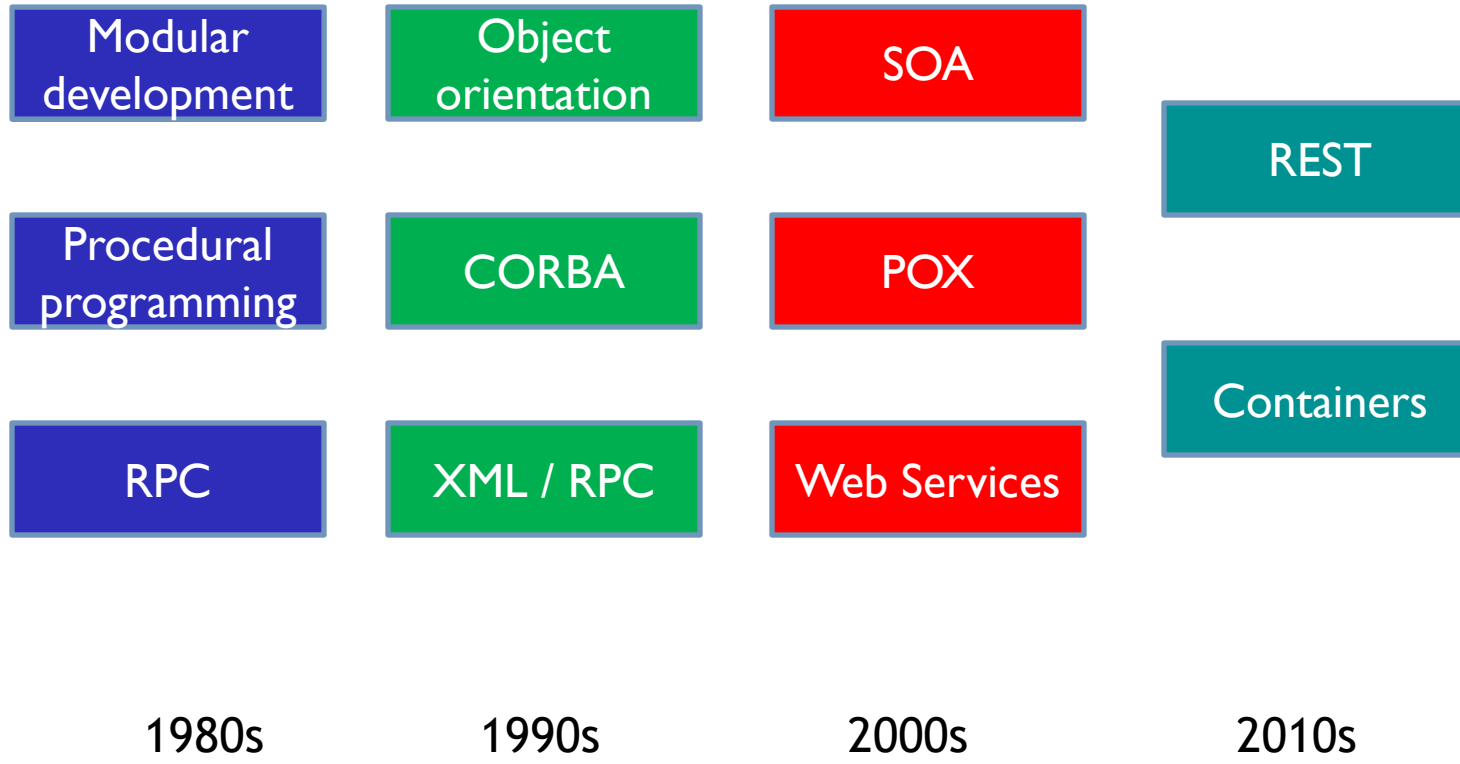 Modular
development
Object
orientation
SOA
REST
Procedural
programming
CORBA
POX
Containers
RPC
XML / RPC
Web Services
1980s
1990s
2000s
2010s